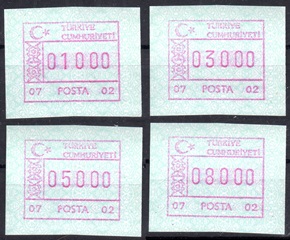 TÜRKİYE
CUMHURİYETİ
01000
07 POSTA 02
TÜRKİYE
CUMHURİYETİ
03000
07 POSTA 02
TÜRKİYE
CUMHURİYETİ
05000
07 POSTA 02
TÜRKİYE
CUMHURİYETİ
08000
07 POSTA 02